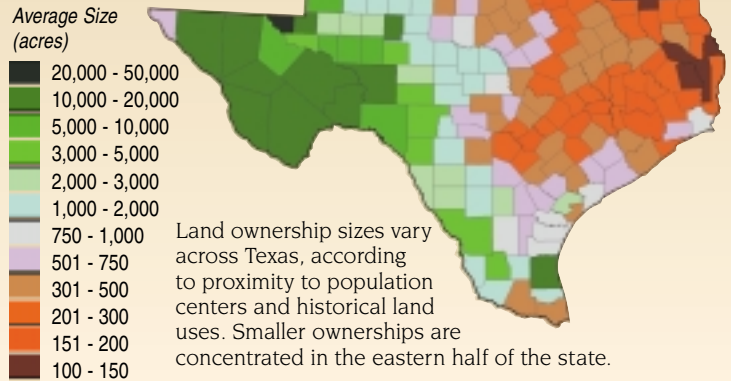 Average Size
(acres)
20,000 - 50,000
10,000 - 20,000
5,000 - 10,000
3,000 - 5,000
2,000 - 3,000
1,000 - 2,000
750 - 1,000
501 - 750
301 - 500
201 - 300
151 - 200
100 - 150
Land ownership sizes vary
across Texas, according
to proximity to population
centers and historical land
uses. Smaller ownerships are
concentrated in the eastern half of the state.